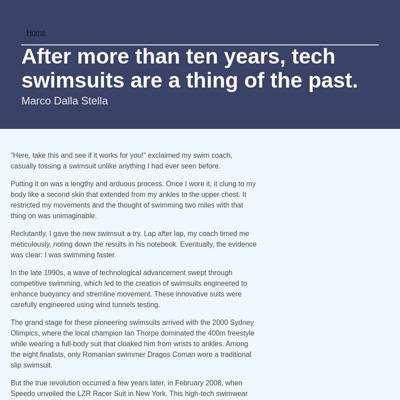 Home
After more than ten years, tech
swimsuits are a thing of the past.
Marco Dalla Stella
"Here, take this and see if it works for you!" exclaimed my swim coach,
casually tossing a swimsuit unlike anything I had ever seen before.
Putting it on was a lengthy and arduous process. Once I wore it, it clung to my
body like a second skin that extended from my ankles to the upper chest. It
restricted my movements and the thought of swimming two miles with that
thing on was unimaginable.
Reclutantly, I gave the new swimsuit a try. Lap after lap, my coach timed me
meticulously, noting down the results in his notebook. Eventually, the evidence
was clear: I was swimming faster.
In the late 1990s, a wave of technological advancement swept through
competitive swimming, which led to the creation of swimsuits engineered to
enhance buoyancy and stremline movement. These innovative suits were
carefully engineered using wind tunnels testing.
The grand stage for these pioneering swimsuits arrived with the 2000 Sydney
Olimpics, where the local champion Ian Thorpe dominated the 400m freestyle
while wearing a full-body suit that cloaked him from wrists to ankles. Among
the eight finalists, only Romanian swimmer Dragos Coman wore a traditional
slip swimsuit.
But the true revolution occurred a few years later, in February 2008, when
Speedo unveiled the LZR Racer Suit in New York. This high-tech swimwear